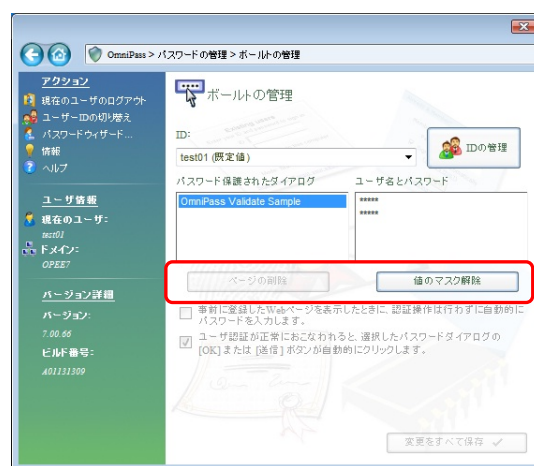 OmniPass > パスワードの管理 > ボールトの管理
アクション
現在のユーザのログアウト
ユーザーIDの切り替え
パスワードウィザード...
情報
ヘルプ
ユーザ情報
現在のユーザ:
test01
ドメイン:
OPEE7
バージョン詳細
バージョン:
7.00.66
ビルド番号:
A01131309
ボールトの管理
ID:
test01 (既定値)
IDの管理
パスワード保護されたダイアログ
ユーザ名とパスワード
OmniPass Validate Sample
*****
*****
ページの削除
値のマスク解除
事前に登録したWebページを表示したときに、認証操作は行わずに自動的に
パスワードを入力します。
ユーザ認証が正常におこなわれると、選択したパスワードダイアログの
[OK] または [送信] ボタンが自動的にクリックします。
変更をすべて保存